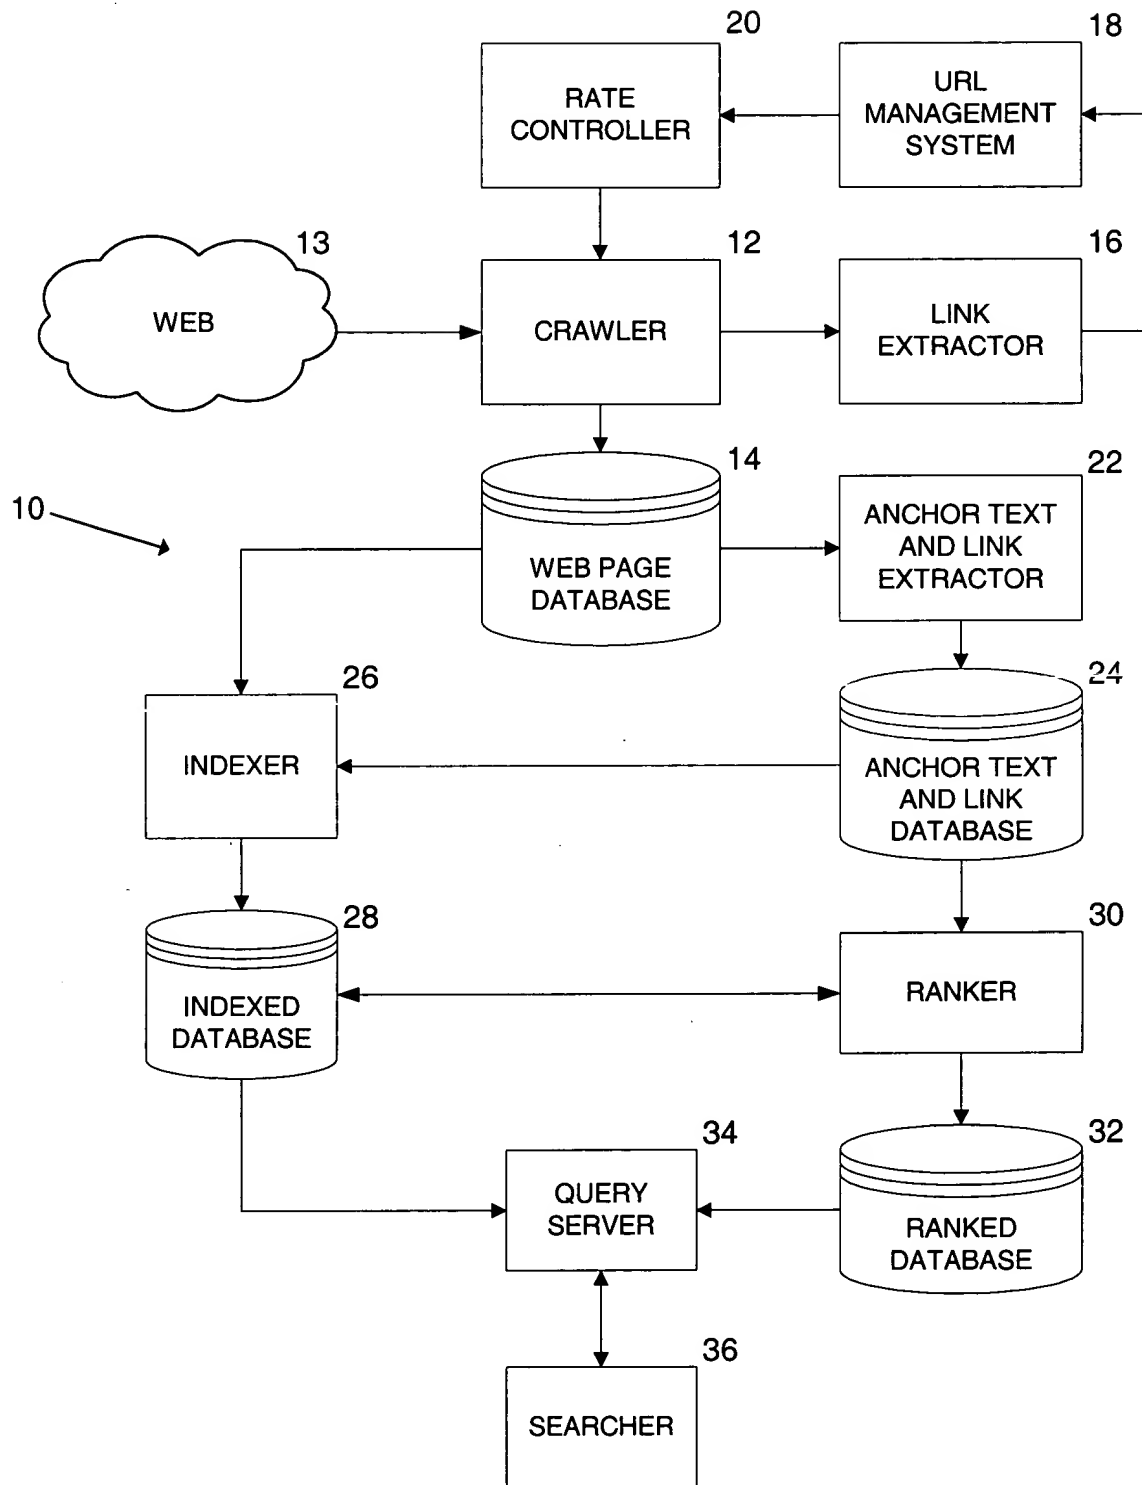 20
18
RATE
CONTROLLER
URL
MANAGEMENT
SYSTEM
13
12
16
WEB
CRAWLER
LINK
EXTRACTOR
14
22
10
WEB PAGE
DATABASE
ANCHOR TEXT
AND LINK
EXTRACTOR
26
24
INDEXER
ANCHOR TEXT
AND LINK
DATABASE
28
30
INDEXED
DATABASE
RANKER
34
32
QUERY
SERVER
RANKED
DATABASE
36
SEARCHER